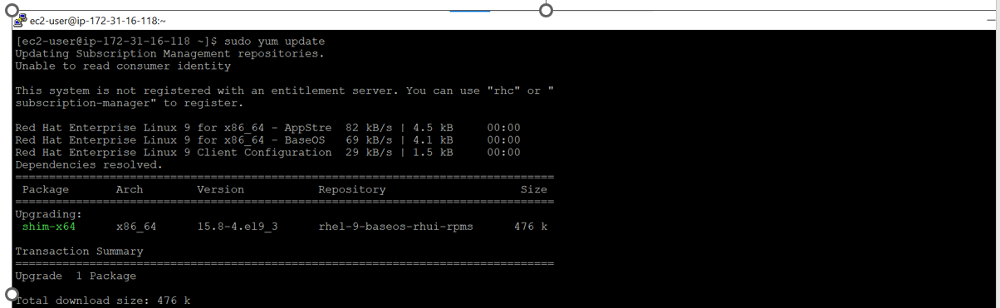 ec2-user@ip-172-31-16-118:~
[ec2-user@ip-172-31-16-118 ~]$ sudo yum update
Updating Subscription Management repositories.
Unable to read consumer identity
This system is not registered with an entitlement server. You can use "rhc" or "
subscription-manager" to register.
Red Hat Enterprise Linux 9 for x86_64 - AppStre  82 kB/s | 4.5 kB     00:00
Red Hat Enterprise Linux 9 for x86_64 - BaseOS   69 kB/s | 4.1 kB     00:00
Red Hat Enterprise Linux 9 Client Configuration  29 kB/s | 1.5 kB     00:00
Dependencies resolved.
================================================================================
 Package       Arch        Version           Repository                    Size
================================================================================
Upgrading:
 shim-x64      x86_64      15.8-4.el9_3      rhel-9-baseos-rhui-rpms      476 k
Transaction Summary
================================================================================
Upgrade  1 Package
Total download size: 476 k